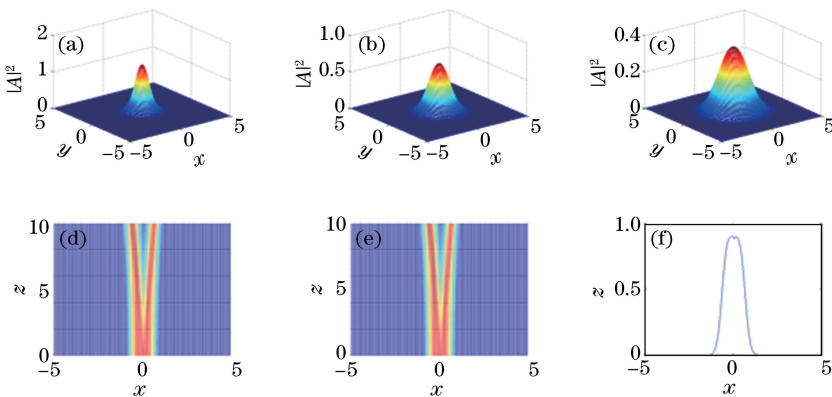 2 (a) 1.0 (b) 0.4 (c)
|A|² 1 |A|² 0.5 |A|² 0.2
0 0 0
5 0 −5 −5 0 5 5 0 −5 −5 0 5 5 0 −5 −5 0 5
y x y x y x
10 (d) 10 (e) 1.0 (f)
z 5 z 5 z 0.5
0 0 0
−5 0 5 −5 0 5 −5 0 5
x x x